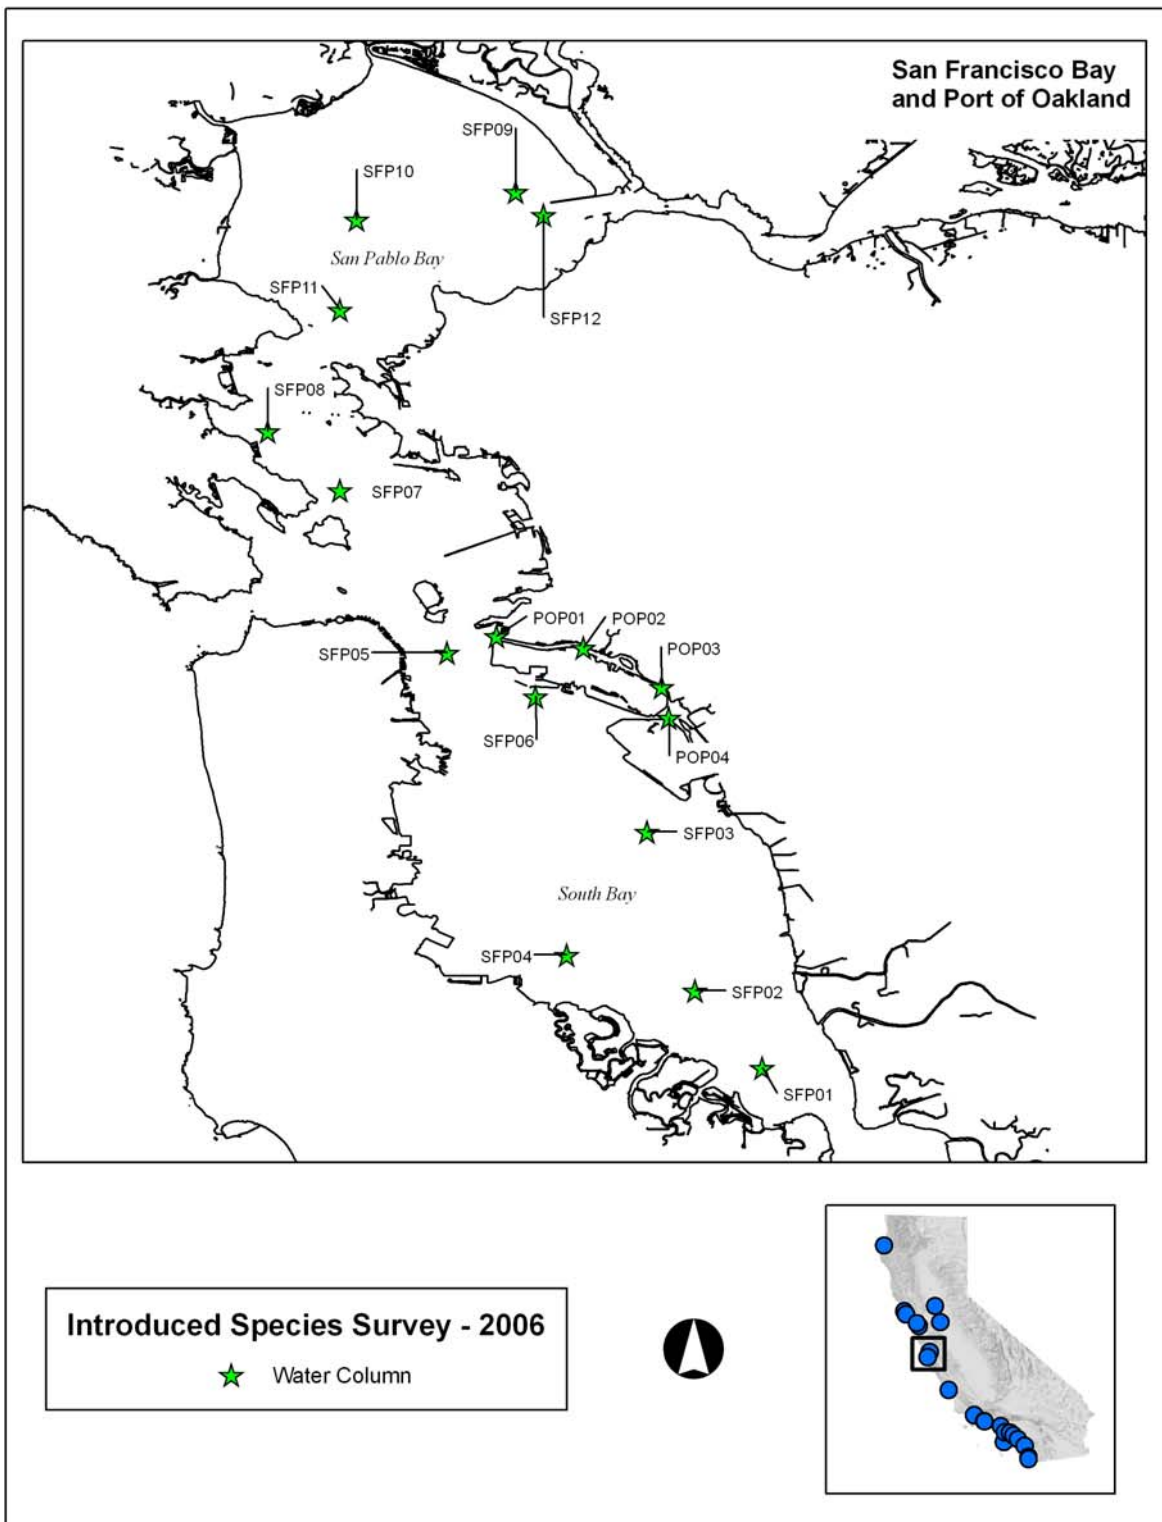 San Francisco Bay
and Port of Oakland
SFP09
SFP10
San Pablo Bay
SFP11
SFP12
SFP08
SFP07
POP01
POP02
SFP05
POP03
SFP06
POP04
SFP03
South Bay
SFP04
SFP02
SFP01
Introduced Species Survey - 2006
Water Column